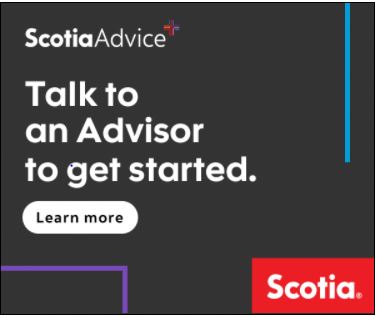 ScotiaAdvice+
Talk to
an Advisor
to get started.
Learn more
Scotia®